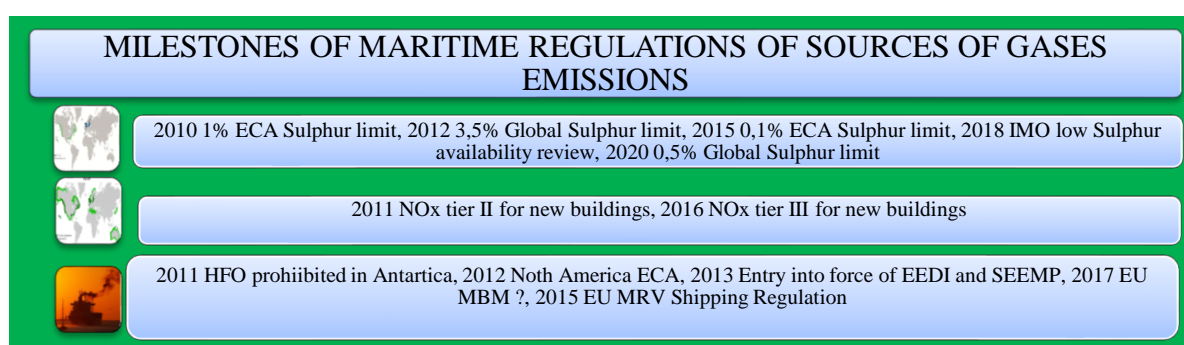 MILESTONES OF MARITIME REGULATIONS OF SOURCES OF GASES
EMISSIONS
2010 1% ECA Sulphur limit, 2012 3,5% Global Sulphur limit, 2015 0,1% ECA Sulphur limit, 2018 IMO low Sulphur
availability review, 2020 0,5% Global Sulphur limit
2011 NOx tier II for new buildings, 2016 NOx tier III for new buildings
2011 HFO prohiibited in Antartica, 2012 Noth America ECA, 2013 Entry into force of EEDI and SEEMP, 2017 EU
MBM ?, 2015 EU MRV Shipping Regulation